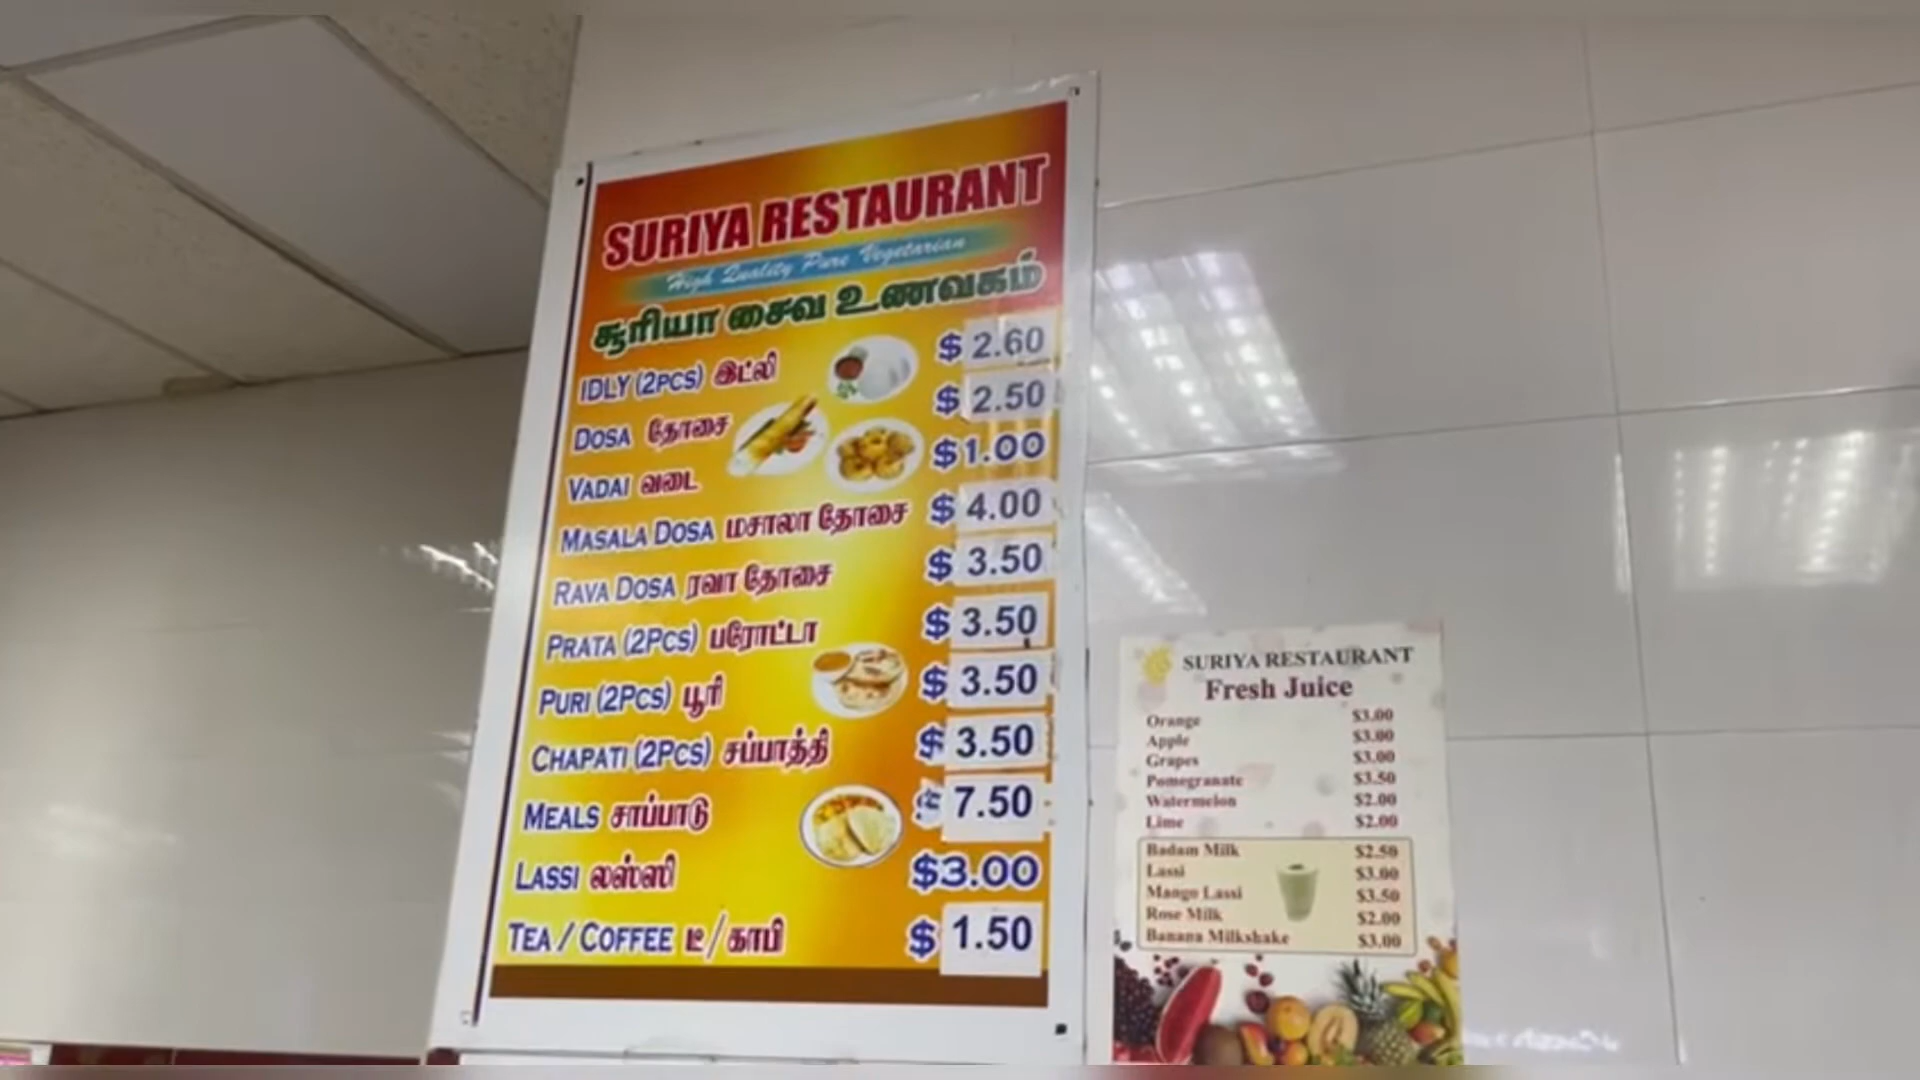 SURIYA RESTAURANT
High Quality Pure Vegetarian
சூரியா சைவ உணவகம்
IDLY (2PCS) இட்லி $ 2.60
DOSA தோசை $ 2.50
VADAI வடை $1.00
MASALA DOSA மசாலா தோசை $ 4.00
RAVA DOSA ரவா தோசை $ 3.50
PRATA (2PCS) பரோட்டா $ 3.50
PURI (2PCS) பூரி $ 3.50
CHAPATI (2PCS) சப்பாத்தி $ 3.50
MEALS சாப்பாடு $ 7.50
LASSI லஸ்ஸி $3.00
TEA / COFFEE டீ / காபி $ 1.50
SURIYA RESTAURANT
Fresh Juice
Orange $3.00
Apple $3.00
Grapes $3.00
Pomegranate $3.50
Watermelon $2.00
Lime $2.00
Badam Milk $2.50
Lassi $3.00
Mango Lassi $3.50
Rose Milk $2.00
Banana Milkshake $3.00